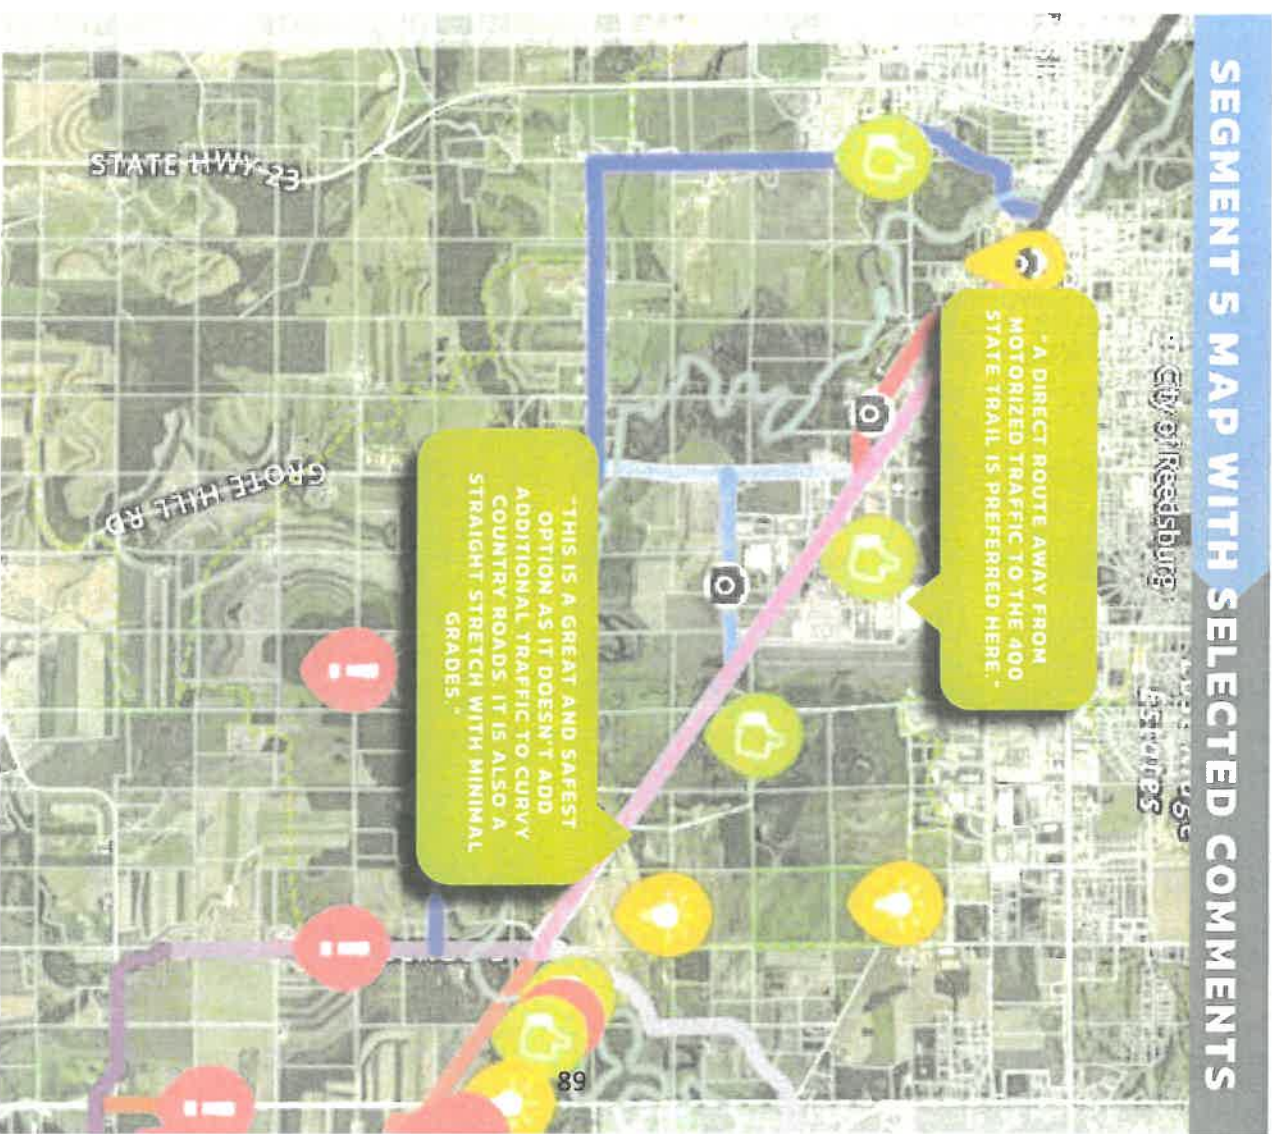 SEGMENT 5 MAP WITH SELECTED COMMENTS
City of Reedsburg
Estates
"A DIRECT ROUTE AWAY FROM
MOTORIZED TRAFFIC TO THE 400
STATE TRAIL IS PREFERRED HERE."
"THIS IS A GREAT AND SAFEST
OPTION AS IT DOESN'T ADD
ADDITIONAL TRAFFIC TO CURVY
COUNTRY ROADS. IT IS ALSO A
STRAIGHT STRETCH WITH MINIMAL
GRADES."
STATE HWY 23
GROTE HILL RD
68